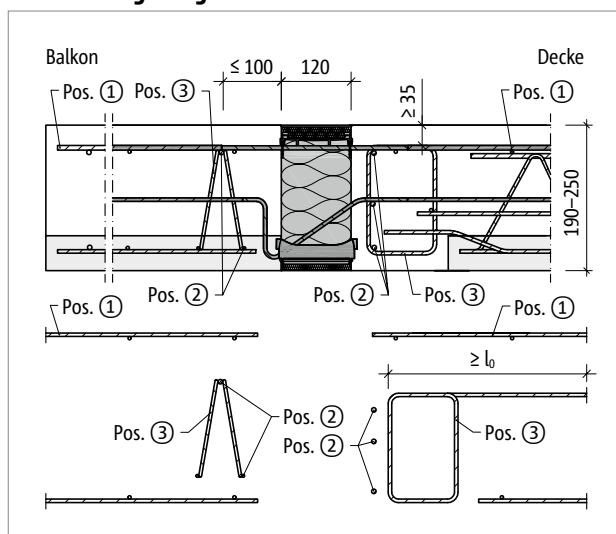 Balkon
≤ 100
120
Decke
Pos. ①
Pos. ③
≥ 35
Pos. ①
190–250
Pos. ②
Pos. ②
Pos. ③
Pos. ①
Pos. ①
≥ l₀
Pos. ③
Pos. ②
Pos. ②
Pos. ③